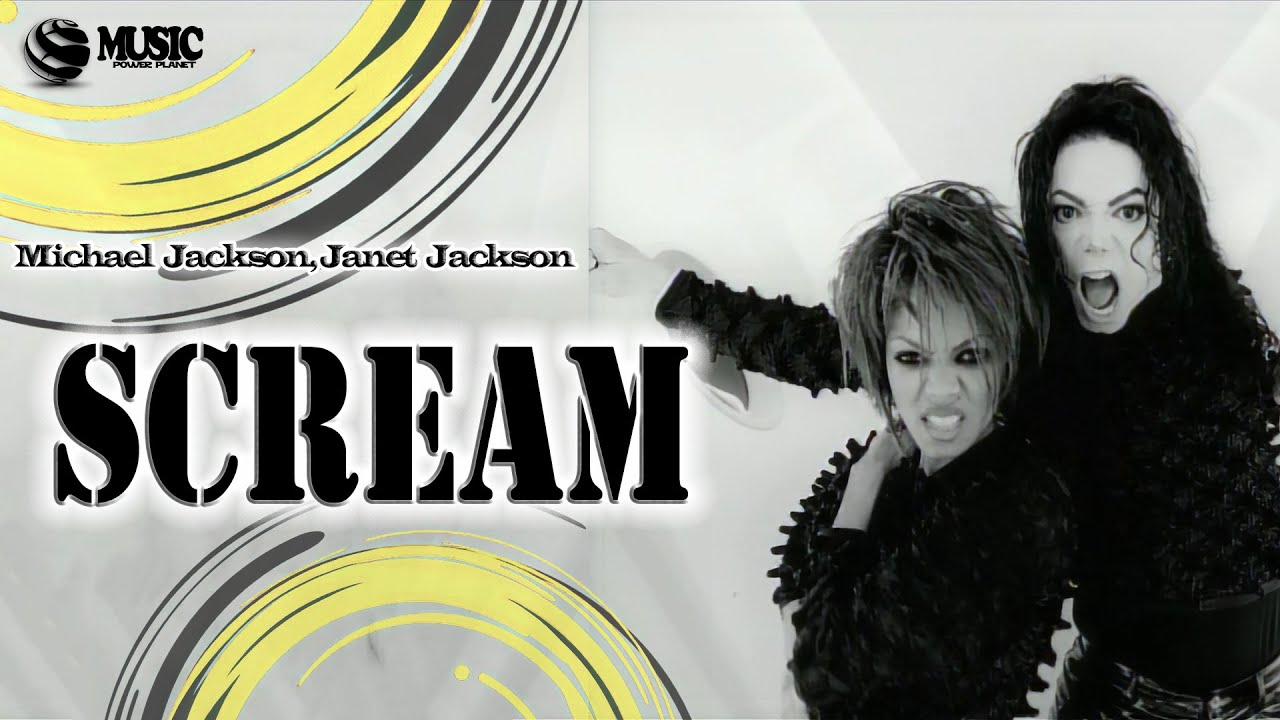 MUSIC
POWER PLANET
Michael Jackson, Janet Jackson
SCREAM